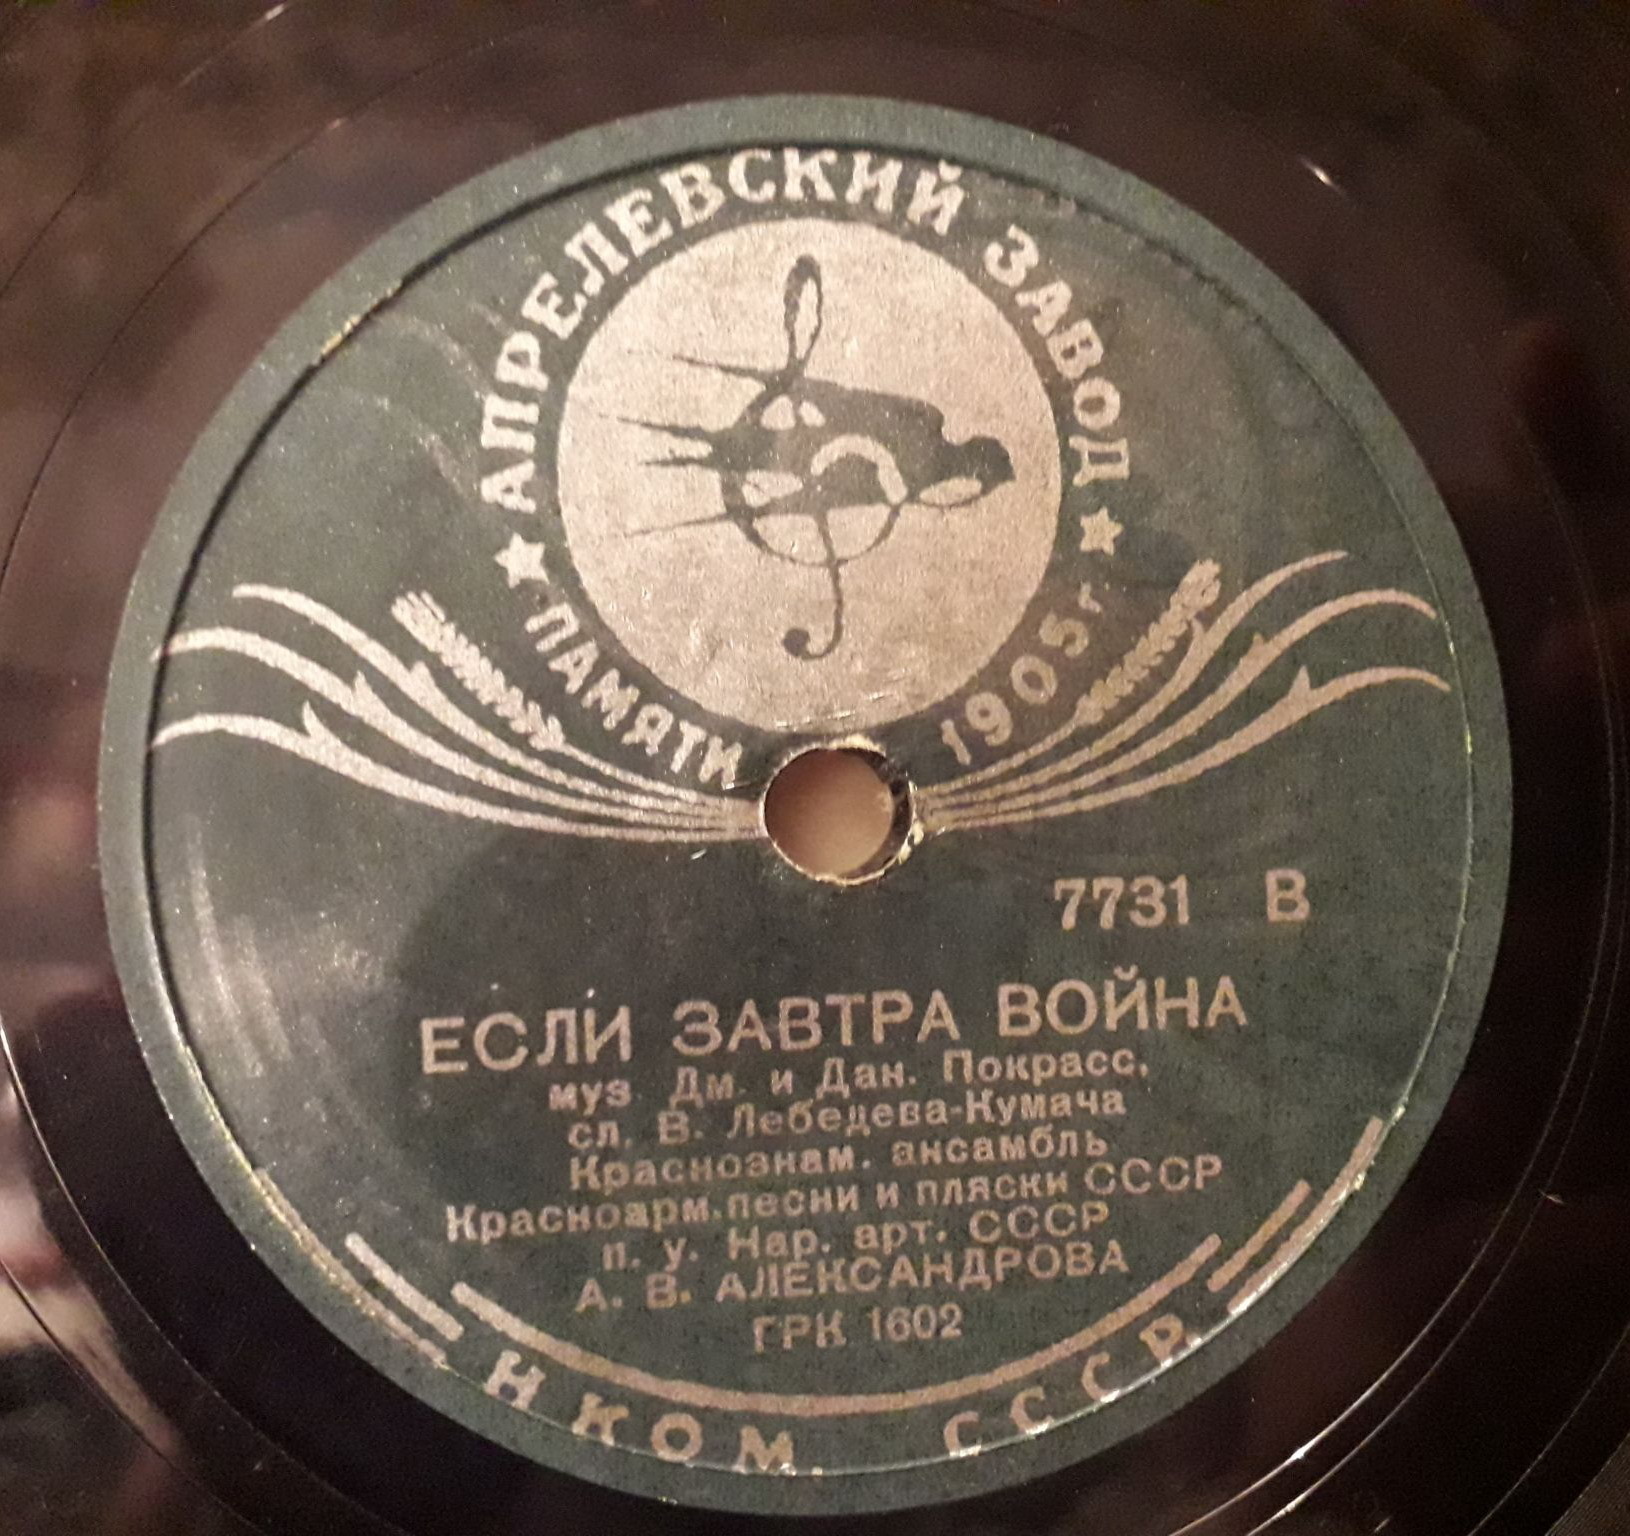 АПРЕЛЕВСКИЙ ЗАВОД
★ ПАМЯТИ 1905 г. ★
7731 В
ЕСЛИ ЗАВТРА ВОЙНА
муз Дм. и Дан. Покрасс,
сл. В. Лебедева-Кумача
Краснознам. ансамбль
Красноарм. песни и пляски СССР
п. у. Нар. арт. СССР
А. В. АЛЕКСАНДРОВА
ГРК 1602
НКОМ. СССР.